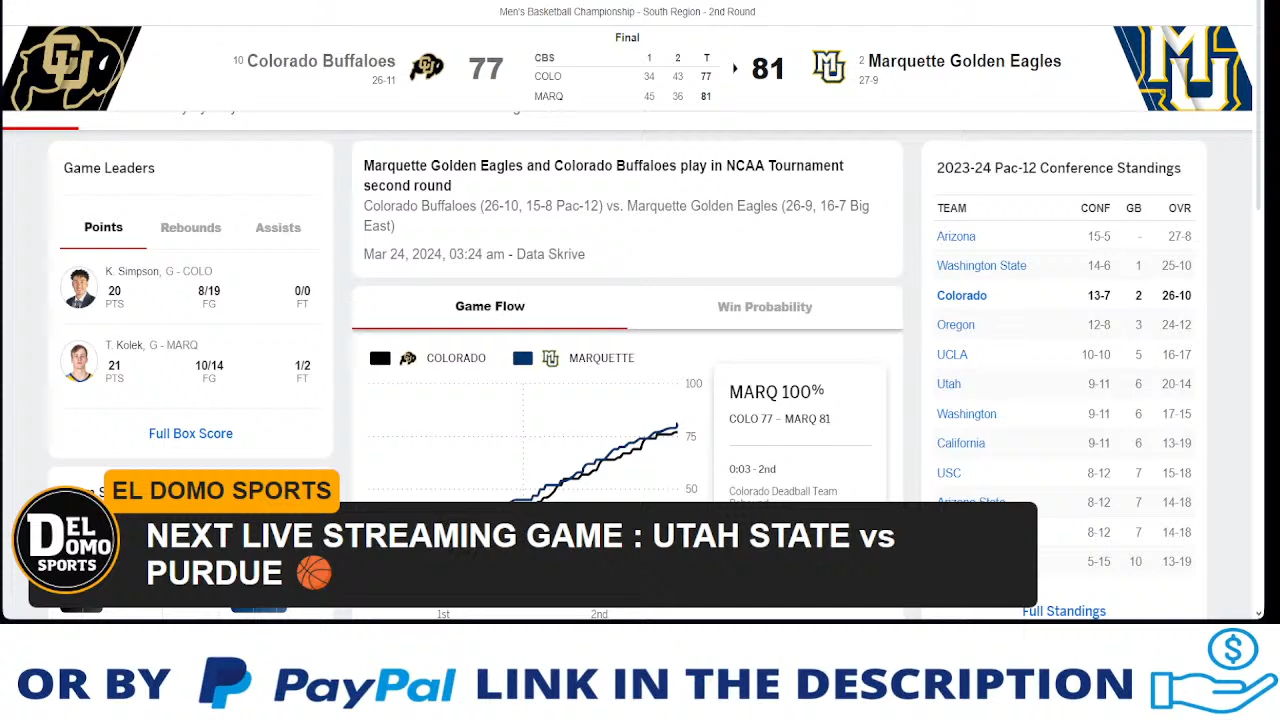 Men's Basketball Championship - South Region - 2nd Round
10 Colorado Buffaloes
26-11
77
Final
CBS 1 2 T
COLO 34 43 77
MARQ 45 36 81
81
2 Marquette Golden Eagles
27-9
Game Leaders
Points Rebounds Assists
K. Simpson, G - COLO
20 8/19 0/0
PTS FG FT
T. Kolek, G - MARQ
21 10/14 1/2
PTS FG FT
Full Box Score
Marquette Golden Eagles and Colorado Buffaloes play in NCAA Tournament
second round
Colorado Buffaloes (26-10, 15-8 Pac-12) vs. Marquette Golden Eagles (26-9, 16-7 Big
East)
Mar 24, 2024, 03:24 am - Data Skrive
Game Flow Win Probability
COLORADO MARQUETTE
100
75
50
1st 2nd
MARQ 100%
COLO 77 – MARQ 81
0:03 - 2nd
Colorado Deadball Team
2023-24 Pac-12 Conference Standings
TEAM CONF GB OVR
Arizona 15-5 - 27-8
Washington State 14-6 1 25-10
Colorado 13-7 2 26-10
Oregon 12-8 3 24-12
UCLA 10-10 5 16-17
Utah 9-11 6 20-14
Washington 9-11 6 17-15
California 9-11 6 13-19
USC 8-12 7 15-18
Arizona State 8-12 7 14-18
8-12 7 14-18
5-15 10 13-19
Full Standings
EL DOMO SPORTS
DEL
DOMO
SPORTS
NEXT LIVE STREAMING GAME : UTAH STATE vs
PURDUE 🏀
OR BY PayPal LINK IN THE DESCRIPTION